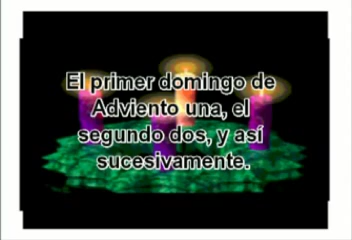 El primer domingo de
Adviento una, el
segundo dos, y así
sucesivamente.